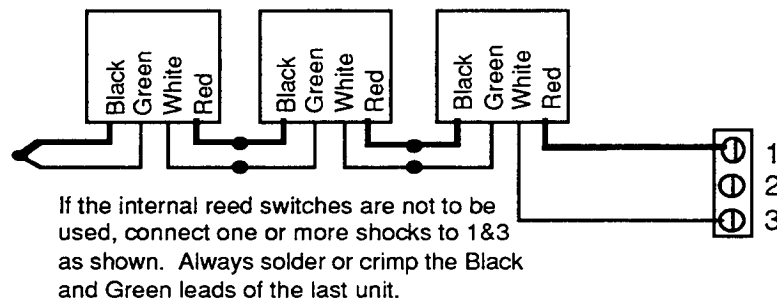 Black Green White Red Black Green White Red Black Green White Red
1
2
3
If the internal reed switches are not to be
used, connect one or more shocks to 1&3
as shown. Always solder or crimp the Black
and Green leads of the last unit.